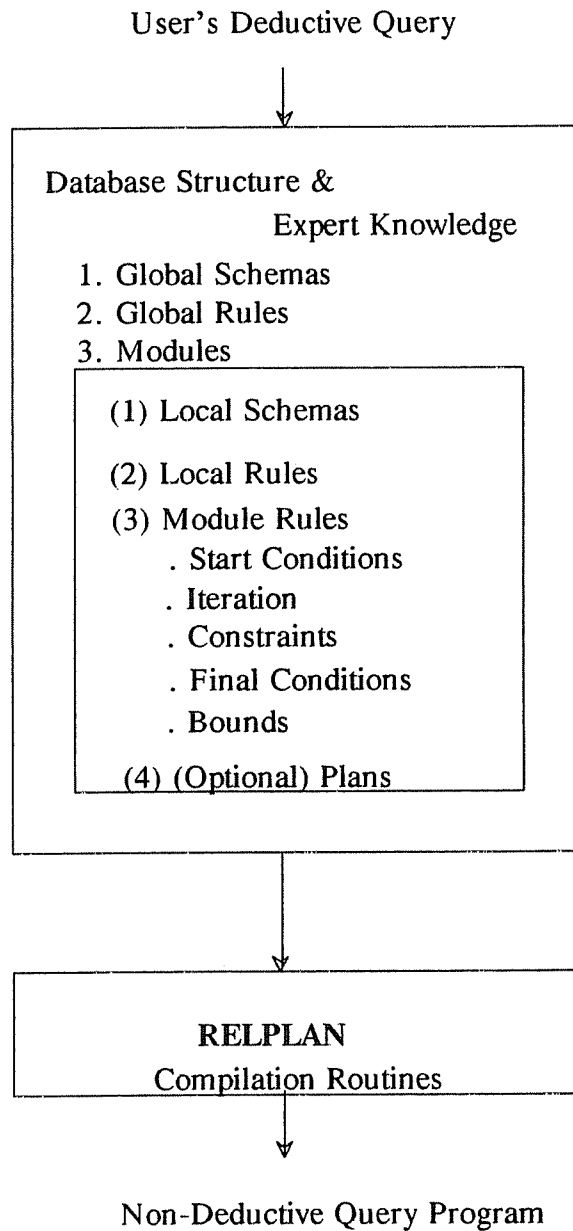 User's Deductive Query
Database Structure &
Expert Knowledge
1. Global Schemas
2. Global Rules
3. Modules
(1) Local Schemas
(2) Local Rules
(3) Module Rules
. Start Conditions
. Iteration
. Constraints
. Final Conditions
. Bounds
(4) (Optional) Plans
RELPLAN
Compilation Routines
Non-Deductive Query Program